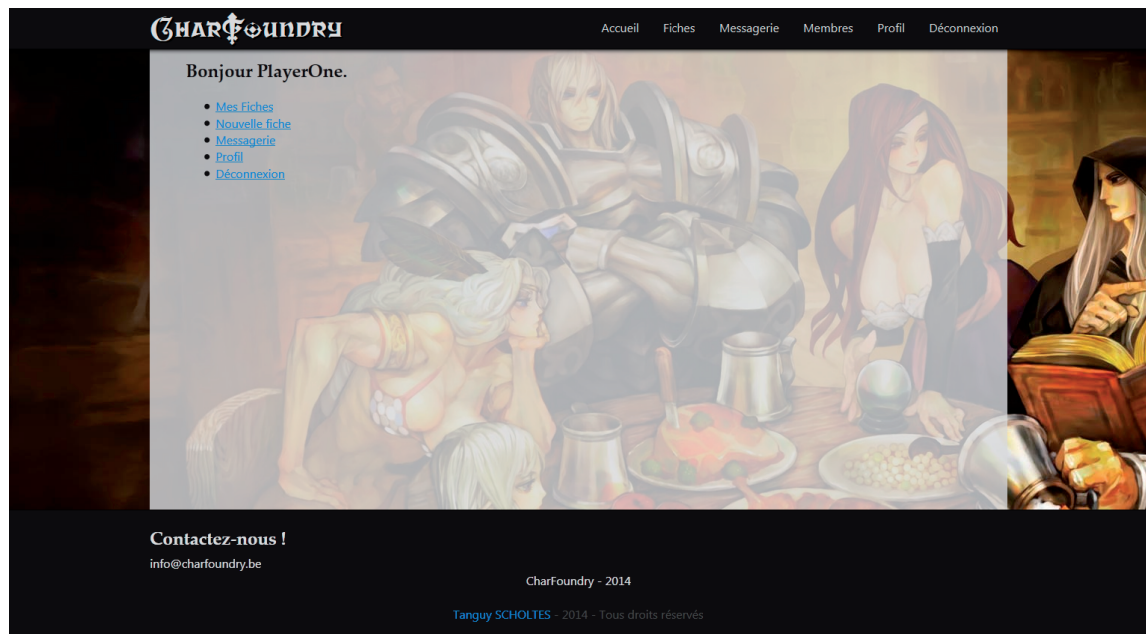 CHARFOUNDRY
Accueil Fiches Messagerie Membres Profil Déconnexion
Bonjour PlayerOne.
Mes Fiches
Nouvelle fiche
Messagerie
Profil
Déconnexion
Contactez-nous !
info@charfoundry.be
CharFoundry - 2014
Tanguy SCHOLTES - 2014 - Tous droits réservés